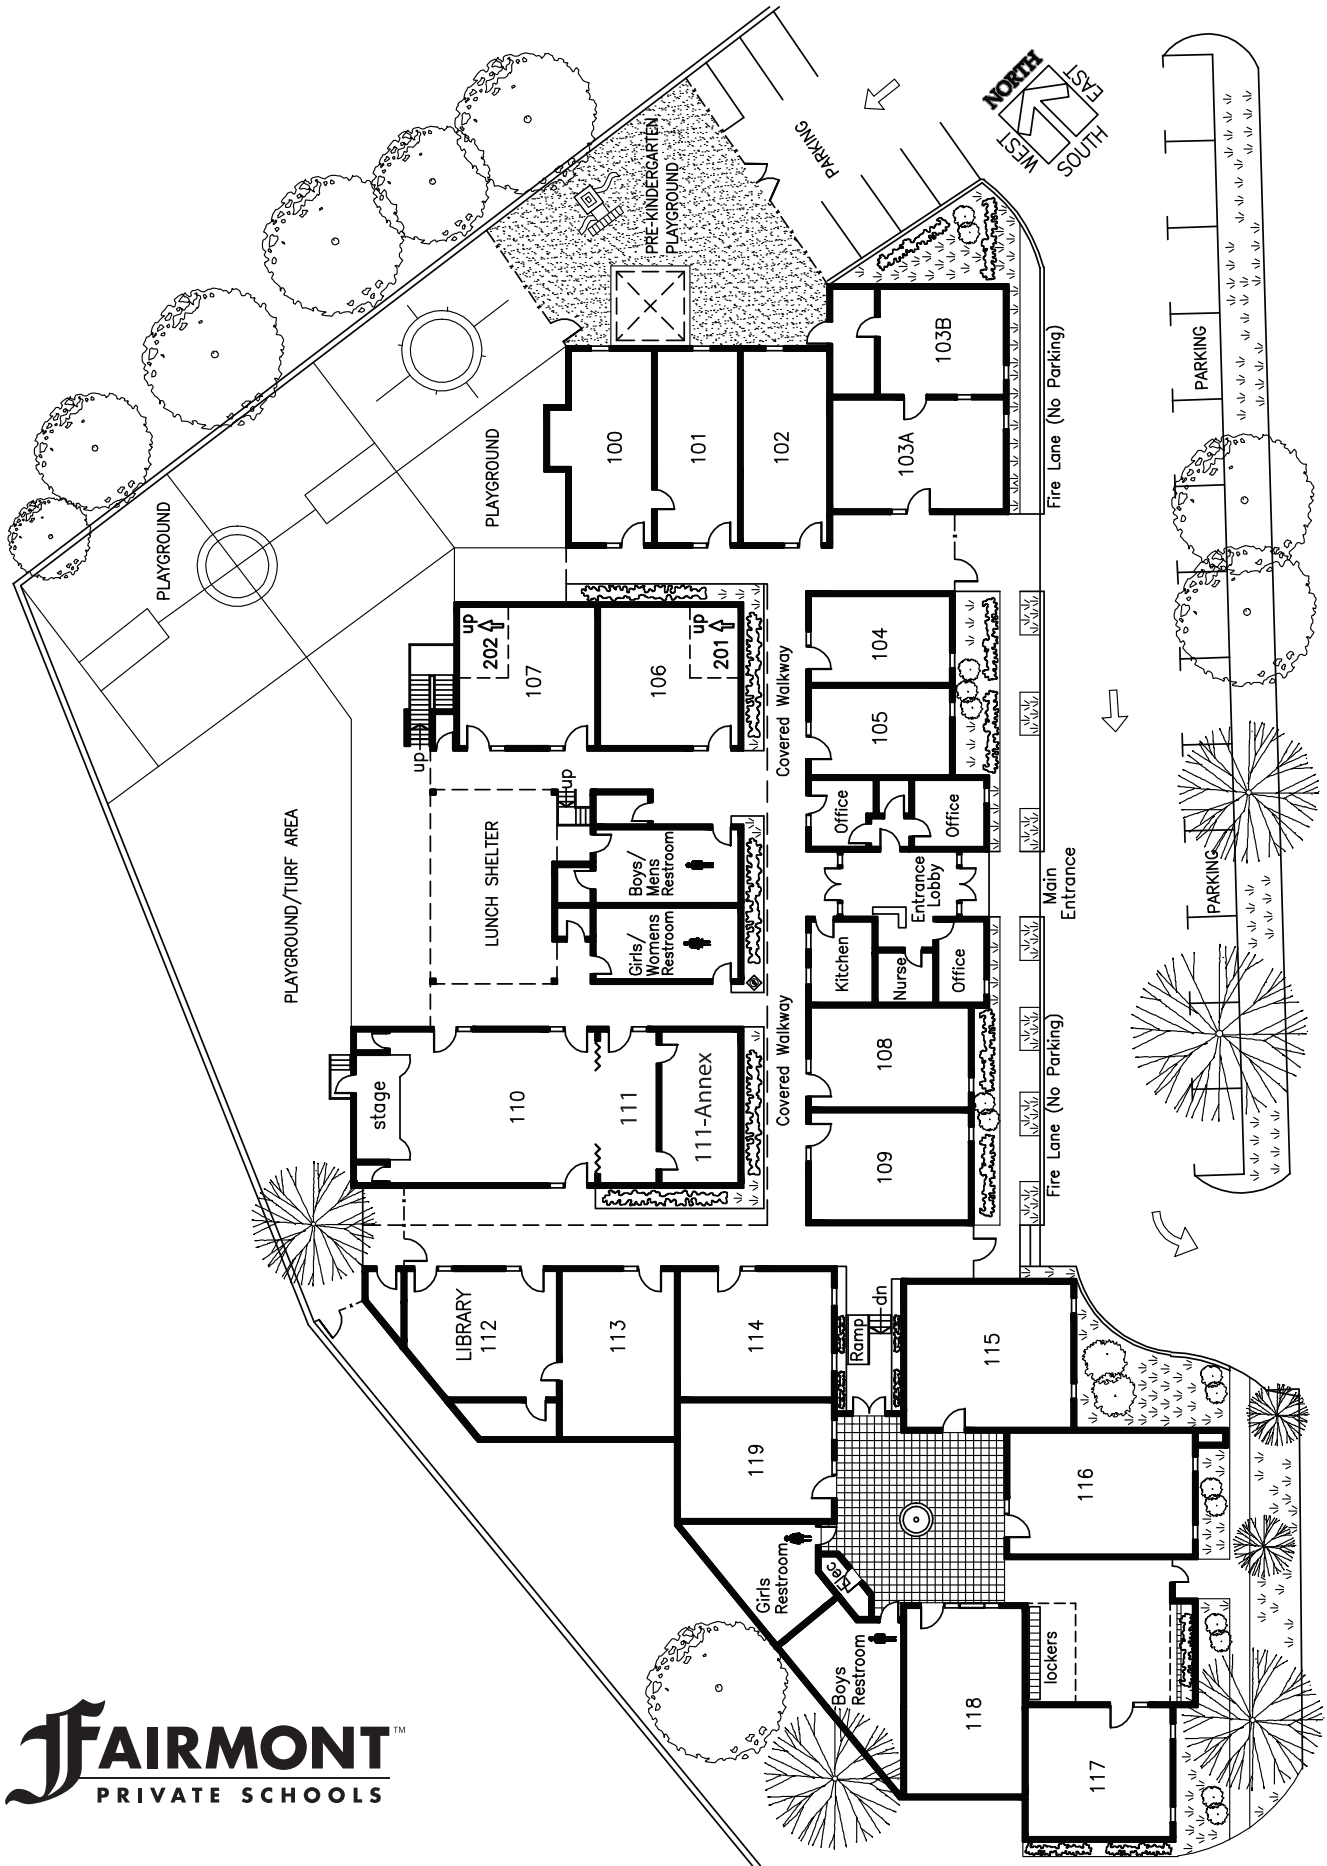 NORTH
EAST
WEST
SOUTH
PARKING
PRE-KINDERGARTEN
PLAYGROUND
PLAYGROUND
PLAYGROUND
PLAYGROUND/TURF AREA
100
101
102
103A
103B
Fire Lane (No Parking)
PARKING
up
202
107
up
201
106
up
up
LUNCH SHELTER
Boys/
Mens
Restroom
Girls/
Womens
Restroom
Covered Walkway
104
105
Office
Office
Entrance
Lobby
Main
Entrance
PARKING
Kitchen
Nurse
Office
Covered Walkway
108
109
Fire Lane (No Parking)
stage
110
111
111-Annex
LIBRARY
112
113
114
Ramp
dn
115
119
116
Girls
Restroom
Elec
Boys
Restroom
118
lockers
117
FAIRMONT™
PRIVATE SCHOOLS